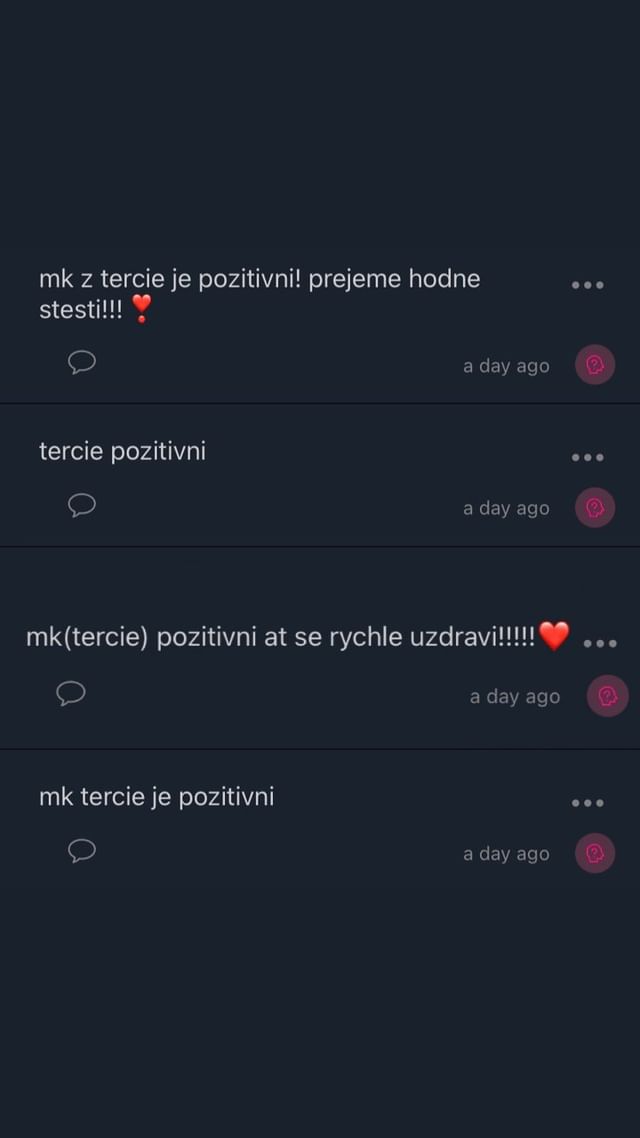 mk z tercie je pozitivni! prejeme hodne
stesti!!! ❣️
a day ago
tercie pozitivni
a day ago
mk(tercie) pozitivni at se rychle uzdravi!!!!!❤️
a day ago
mk tercie je pozitivni
a day ago